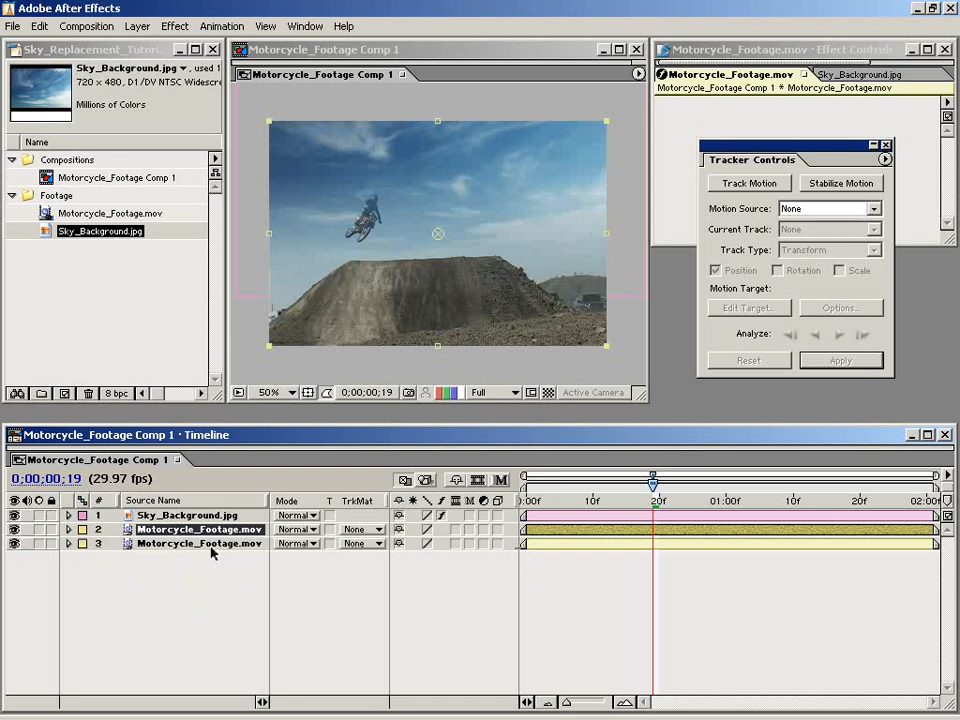 Adobe After Effects
File Edit Composition Layer Effect Animation View Window Help
Sky_Replacement_Tutori
Sky_Background.jpg ▾, used 1
720 x 480, D1/DV NTSC Widescre
Millions of Colors
Name
Compositions
Motorcycle_Footage Comp 1
Footage
Motorcycle_Footage.mov
Sky_Background.jpg
8 bpc
Motorcycle_Footage Comp 1
Motorcycle_Footage Comp 1
50% 0;00;00;19 Full Active Camera
Motorcycle_Footage.mov : Effect Controls
Motorcycle_Footage.mov Sky_Background.jpg
Motorcycle_Footage Comp 1 * Motorcycle_Footage.mov
Tracker Controls
Track Motion Stabilize Motion
Motion Source: None
Current Track: None
Track Type: Transform
Position Rotation Scale
Motion Target:
Edit Target... Options...
Analyze:
Reset Apply
Motorcycle_Footage Comp 1 · Timeline
Motorcycle_Footage Comp 1
0;00;00;19 (29.97 fps)
# Source Name Mode T TrkMat ):00f 10f 20f 01:00f 10f 20f 02:00f
1 Sky_Background.jpg Normal
2 Motorcycle_Footage.mov Normal None
3 Motorcycle_Footage.mov Normal None